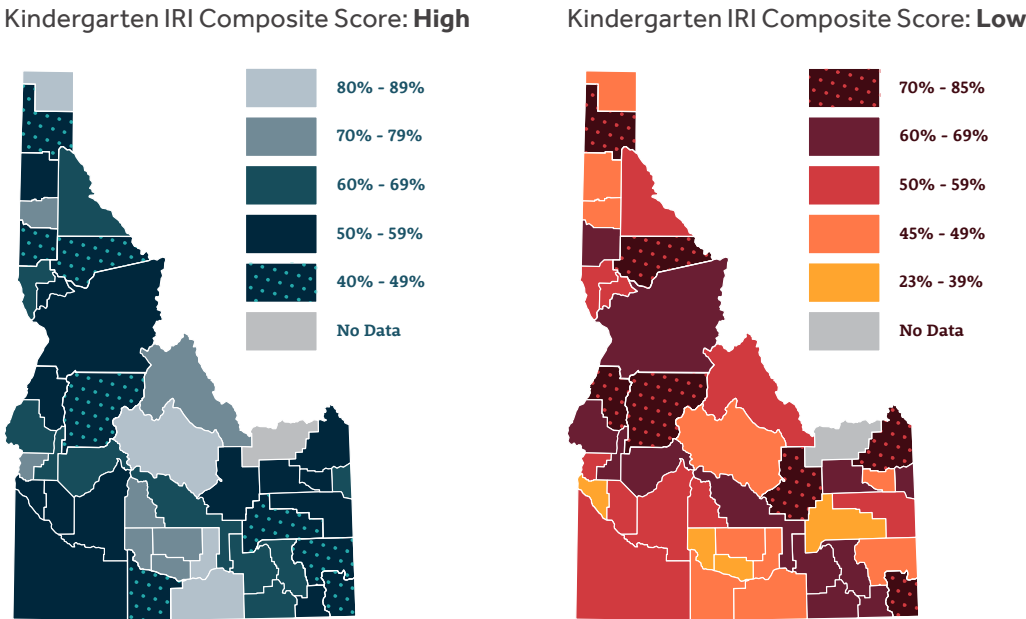 Kindergarten IRI Composite Score: High
80% - 89%
70% - 79%
60% - 69%
50% - 59%
40% - 49%
No Data
Kindergarten IRI Composite Score: Low
70% - 85%
60% - 69%
50% - 59%
45% - 49%
23% - 39%
No Data